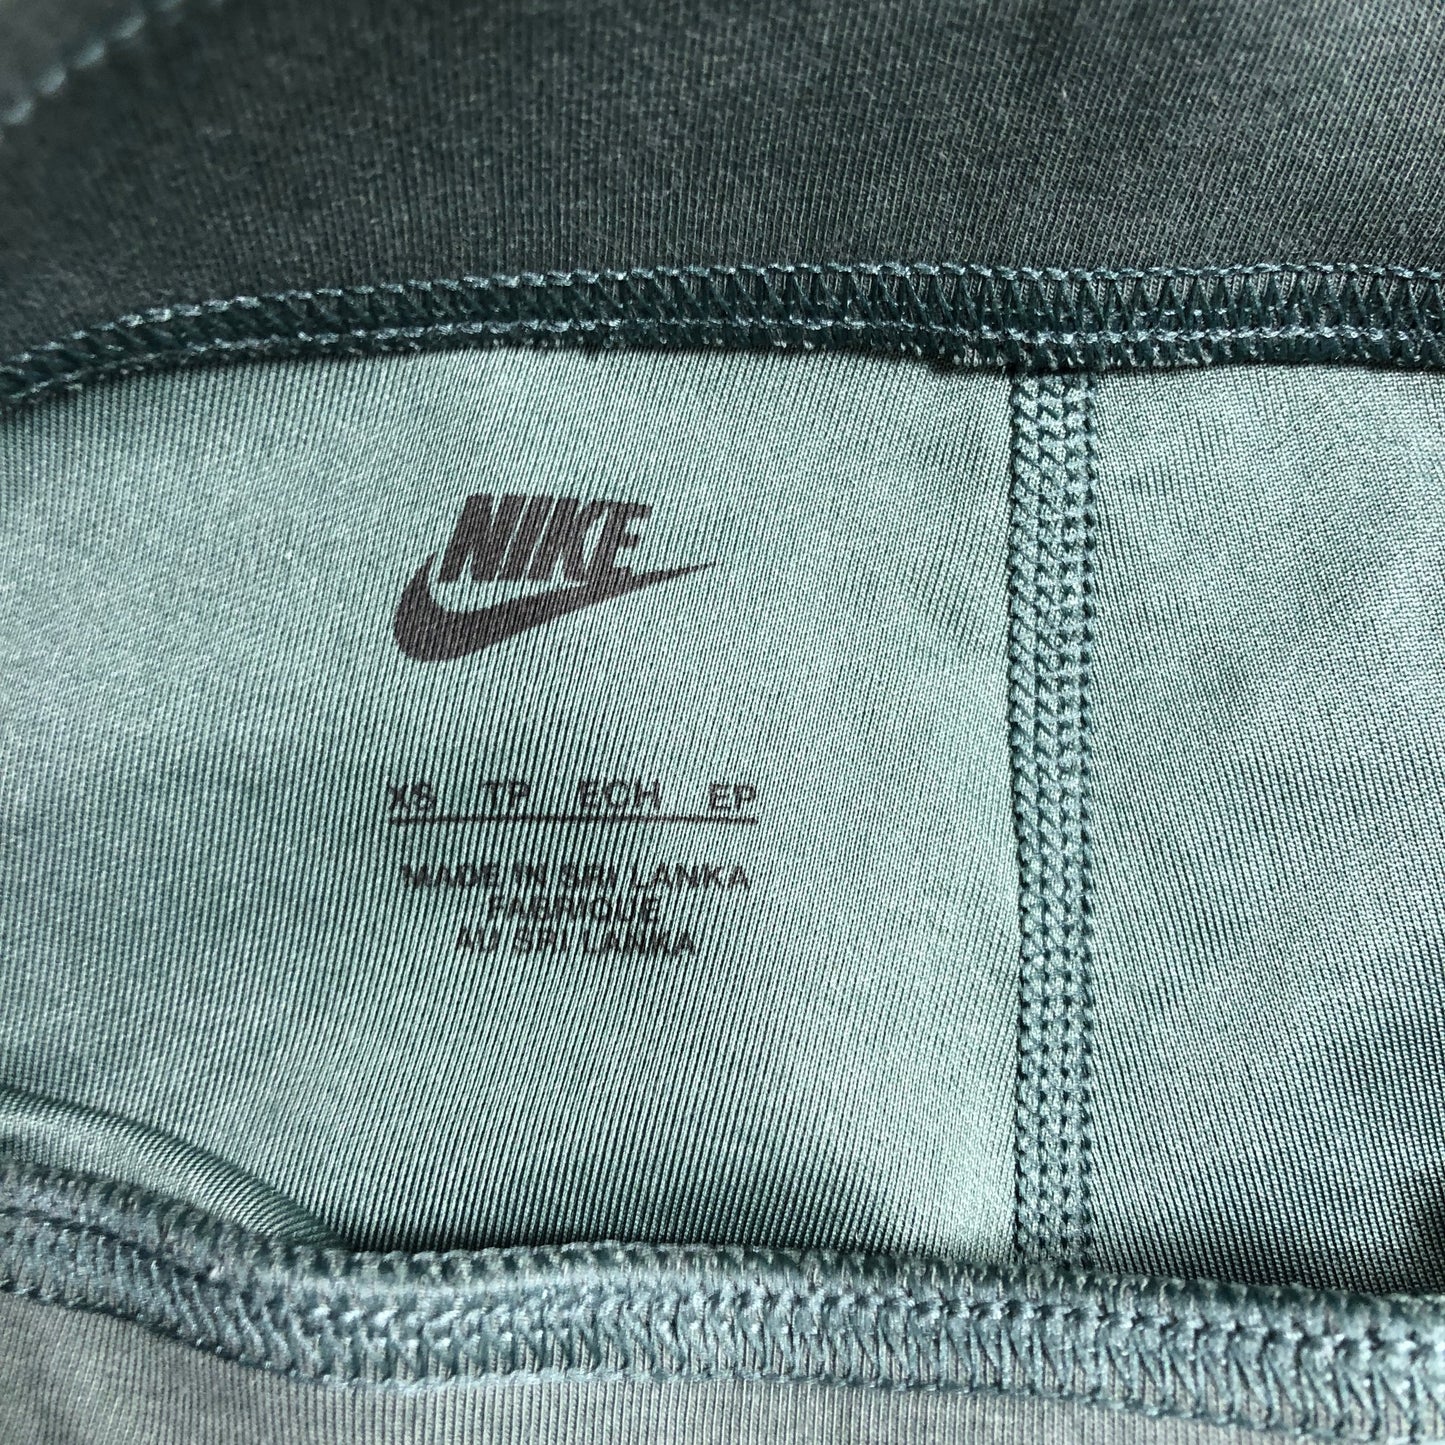 NIKE
XS TP ECH EP
MADE IN SRI LANKA
FABRIQUE
AU SRI LANKA